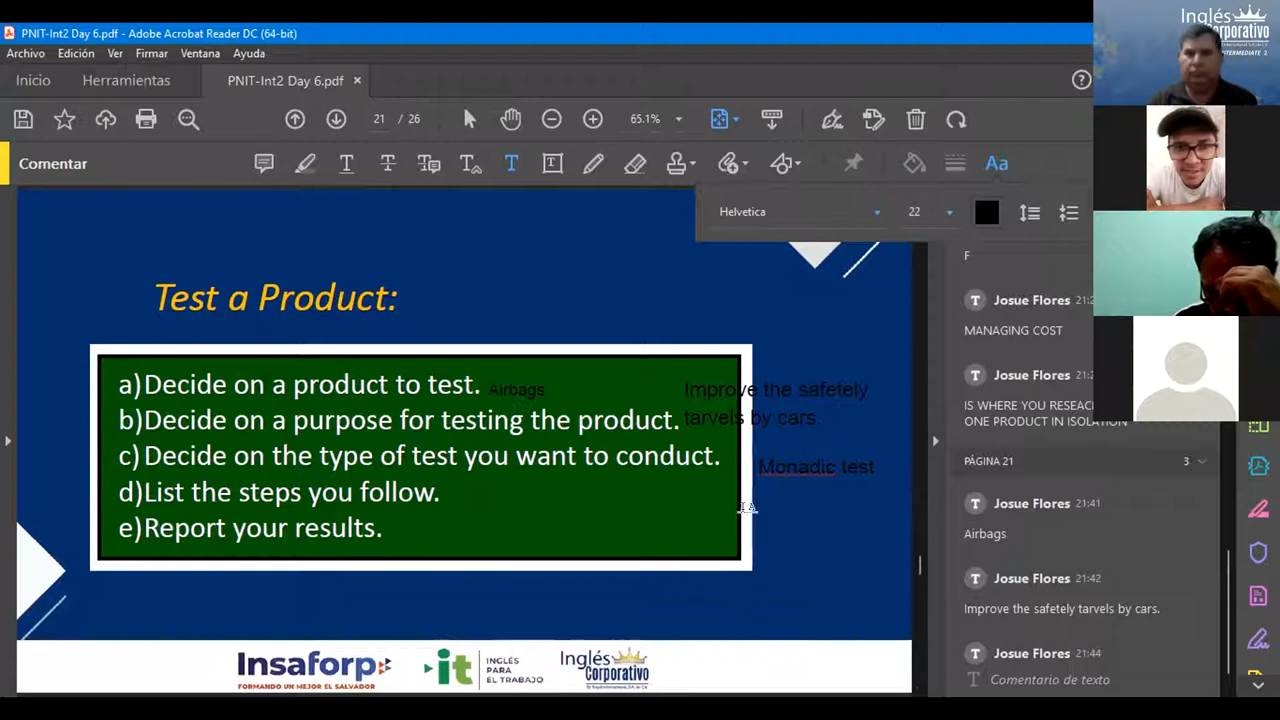 PNIT-Int2 Day 6.pdf - Adobe Acrobat Reader DC (64-bit)
Archivo Edición Ver Firmar Ventana Ayuda
Inicio Herramientas PNIT-Int2 Day 6.pdf ×
21 / 26 65.1%
Comentar
Helvetica 22 Aa
Inglés
Corporativo
INTERMEDIATE 2
Test a Product:
a)Decide on a product to test. Airbags
b)Decide on a purpose for testing the product.
c)Decide on the type of test you want to conduct.
d)List the steps you follow.
e)Report your results.
Improve the safetely
tarvels by cars.
Monadic test
F
Josue Flores
MANAGING COST
Josue Flores
IS WHERE YOU RESEAC
ONE PRODUCT IN ISOLATION
PÁGINA 21 3
Josue Flores 21:41
Airbags
Josue Flores 21:42
Improve the safetely tarvels by cars.
Josue Flores 21:44
Comentario de texto
Insaforp
FORMANDO UN MEJOR EL SALVADOR
it INGLÉS
PARA
EL TRABAJO
Inglés
Corporativo